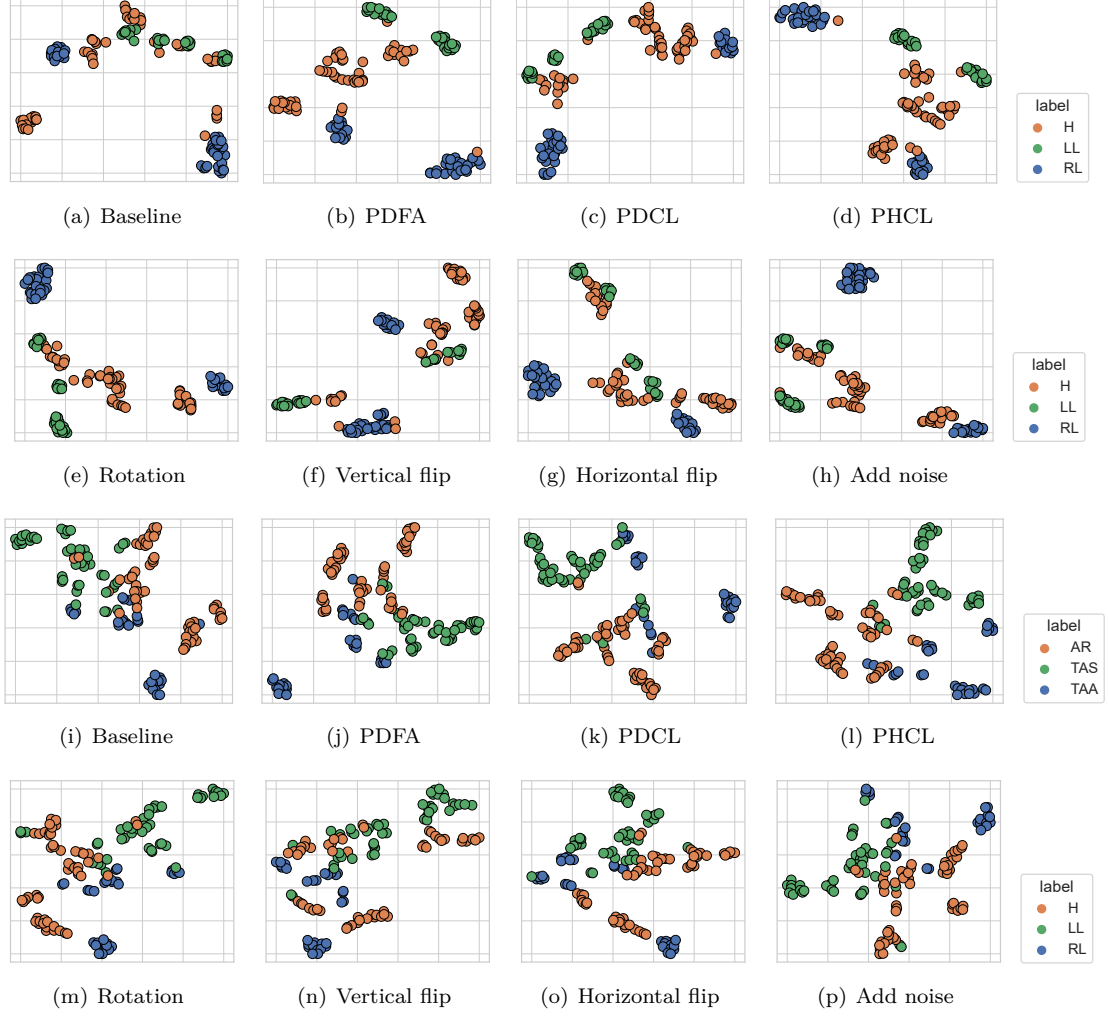 label
H
LL
RL
(a) Baseline
(b) PDFA
(c) PDCL
(d) PHCL
label
H
LL
RL
(e) Rotation
(f) Vertical flip
(g) Horizontal flip
(h) Add noise
label
AR
TAS
TAA
(i) Baseline
(j) PDFA
(k) PDCL
(l) PHCL
label
H
LL
RL
(m) Rotation
(n) Vertical flip
(o) Horizontal flip
(p) Add noise